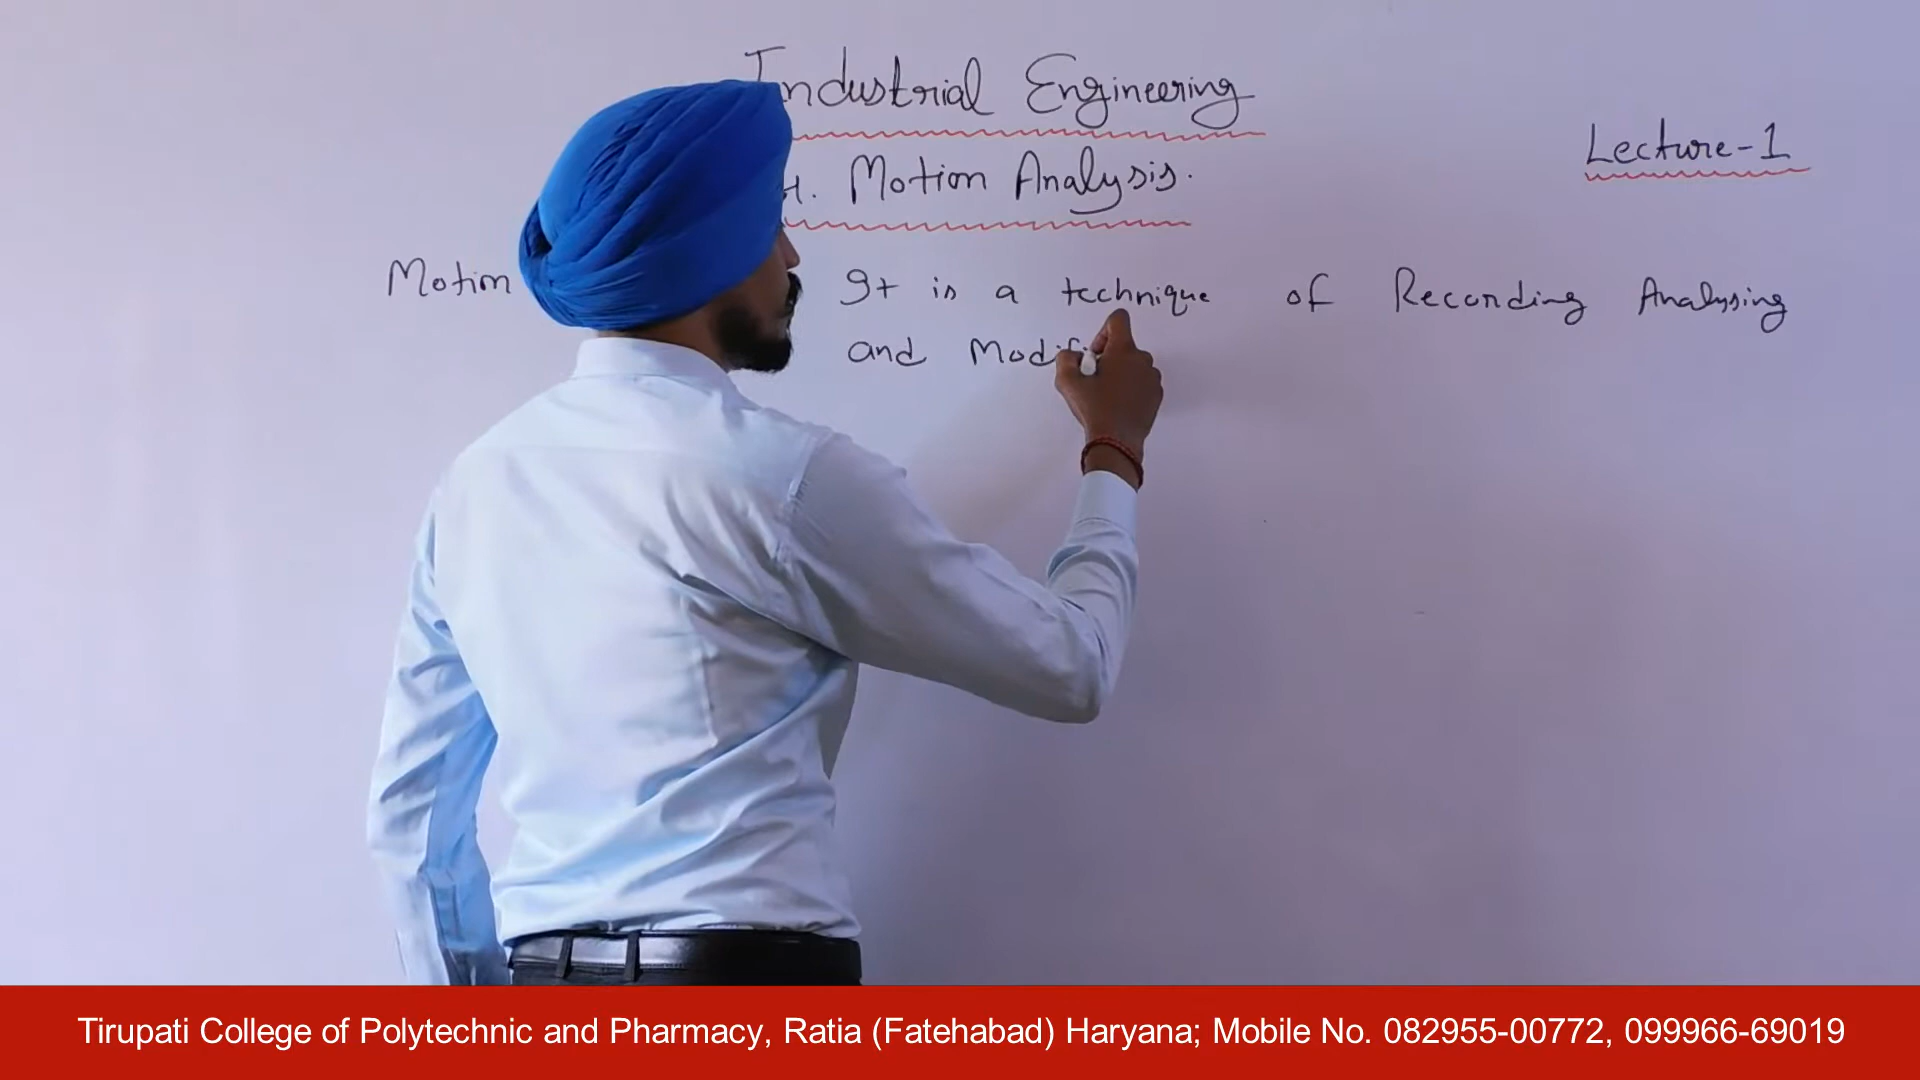 Industrial Engineering
Lecture-1
4. Motion Analysis.
Motion It is a technique of Recording Analysing
and Modif
Tirupati College of Polytechnic and Pharmacy, Ratia (Fatehabad) Haryana; Mobile No. 082955-00772, 099966-69019